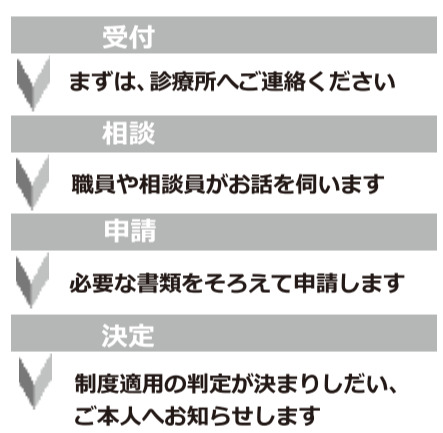 受付
まずは、診療所へご連絡ください
相談
職員や相談員がお話を伺います
申請
必要な書類をそろえて申請します
決定
制度適用の判定が決まりしだい、
ご本人へお知らせします